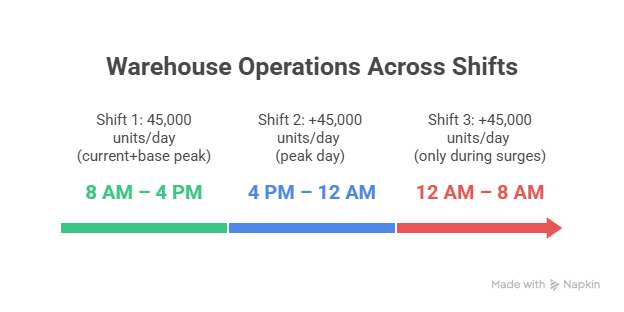 Warehouse Operations Across Shifts
Shift 1: 45,000
units/day
(current+base peak)
8 AM – 4 PM
Shift 2: +45,000
units/day
(peak day)
4 PM – 12 AM
Shift 3: +45,000
units/day
(only during surges)
12 AM – 8 AM
Made with Napkin